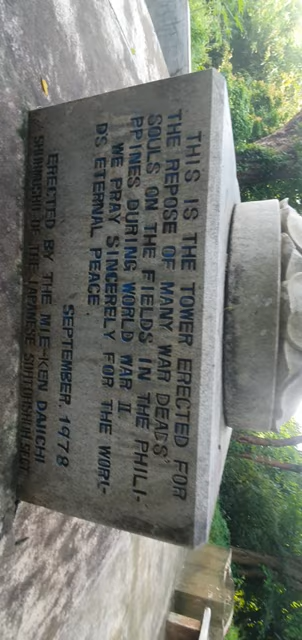 THIS IS THE TOWER ERECTED FOR
THE REPOSE OF MANY WAR DEADS'
SOULS ON THE FIELDS IN THE PHILI-
PPINES DURING WORLD WAR II
WE PRAY SINCERELY FOR THE WORL-
DS ETERNAL PEACE
SEPTEMBER, 1978
ERECTED BY THE MIE-KEN DAIICHI
OF THE JAPANESE